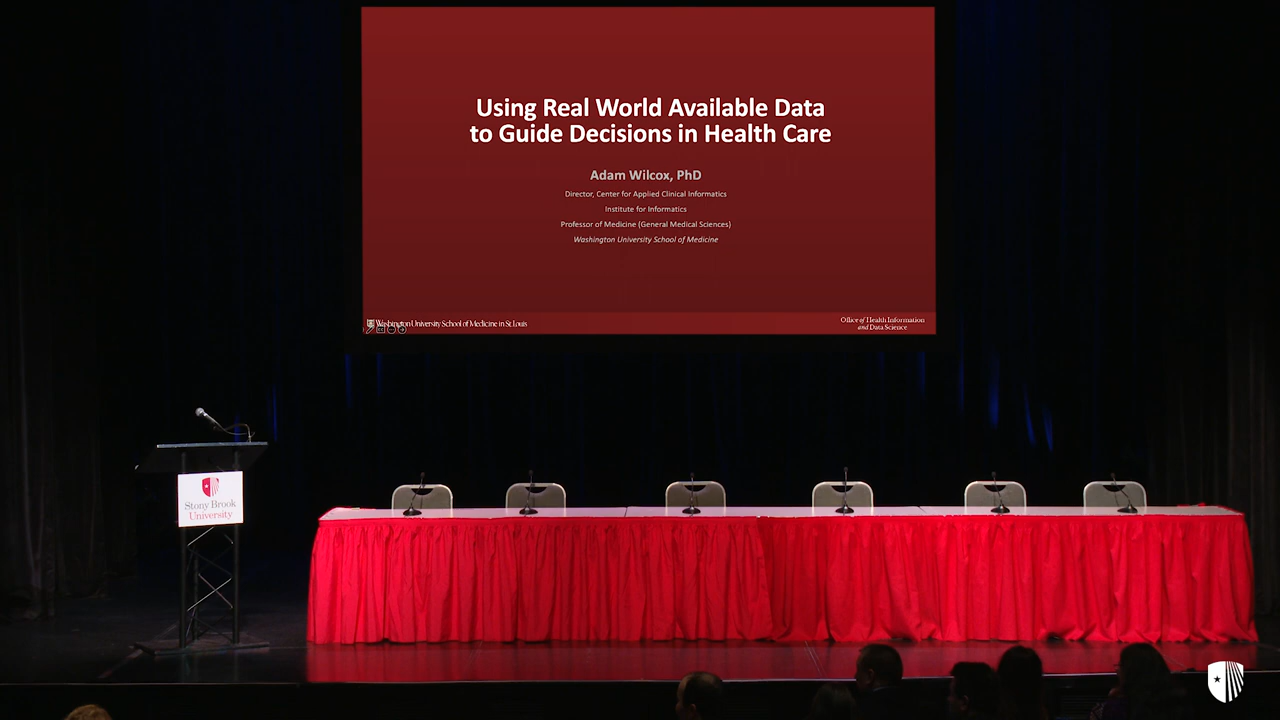 Using Real World Available Data
to Guide Decisions in Health Care
Adam Wilcox, PhD
Director, Center for Applied Clinical Informatics
Institute for Informatics
Professor of Medicine (General Medical Sciences)
Washington University School of Medicine
Washington University School of Medicine in St. Louis
Office of Health Information
and Data Science
Stony Brook
University